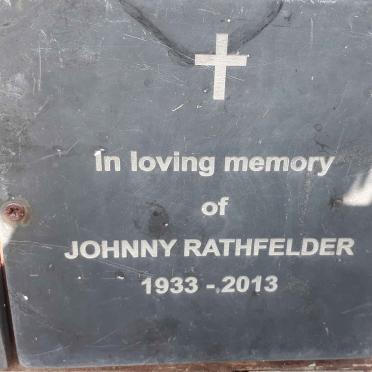 In loving memory
of
JOHNNY RATHFELDER
1933 - 2013